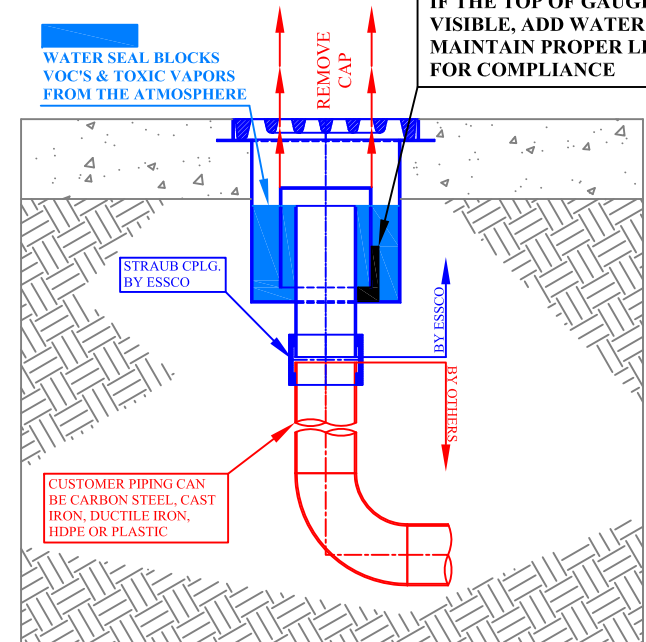 IF THE TOP OF GAUGE
VISIBLE, ADD WATER
MAINTAIN PROPER
FOR COMPLIANCE
WATER SEAL BLOCKS
VOC'S & TOXIC VAPORS
FROM THE ATMOSPHERE
REMOVE
CAP
STRAUB CPLG.
BY ESSCO
BY ESSCO
BY OTHERS
CUSTOMER PIPING CAN
BE CARBON STEEL, CAST
IRON, DUCTILE IRON,
HDPE OR PLASTIC